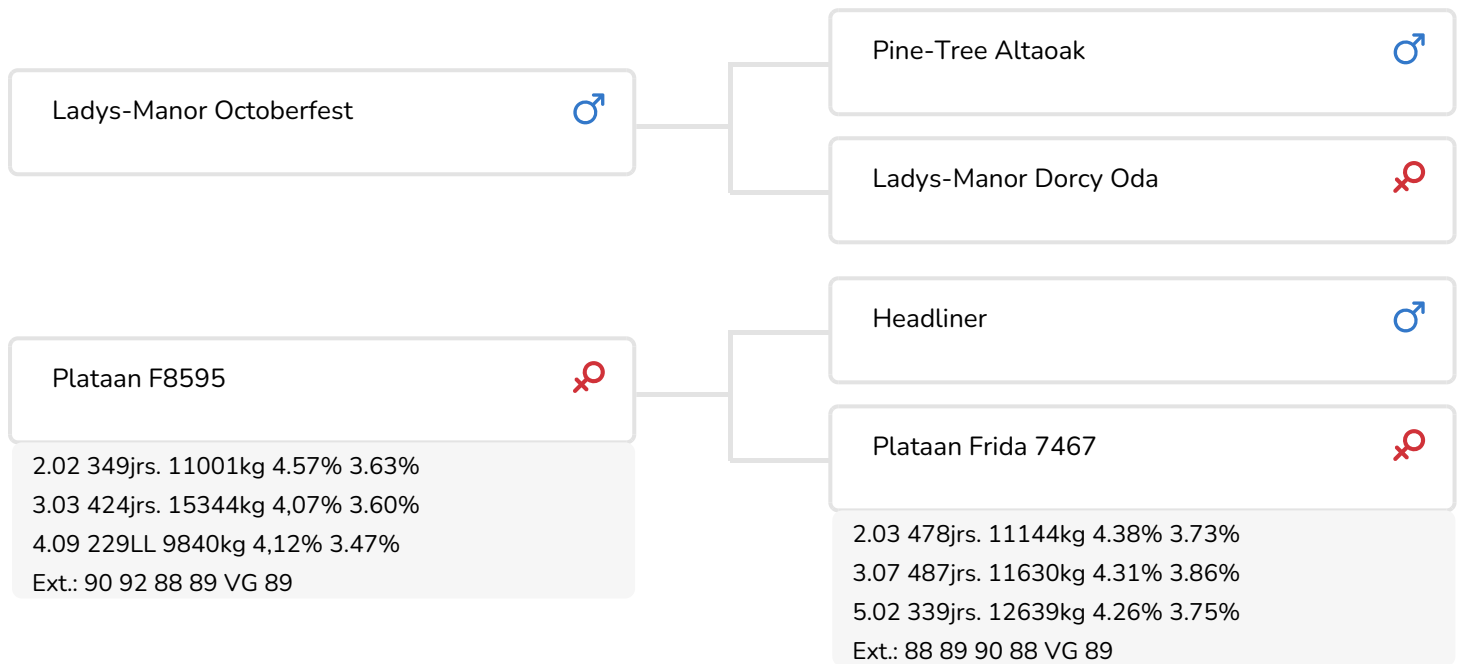 Pine-Tree Altaoak
Ladys-Manor Octoberfest
Ladys-Manor Dorcy Oda
Headliner
Plataan F8595
2.02 349jrs. 11001kg 4.57% 3.63%
3.03 424jrs. 15344kg 4,07% 3.60%
4.09 229LL 9840kg 4,12% 3.47%
Ext.: 90 92 88 89 VG 89
Plataan Frida 7467
2.03 478jrs. 11144kg 4.38% 3.73%
3.07 487jrs. 11630kg 4.31% 3.86%
5.02 339jrs. 12639kg 4.26% 3.75%
Ext.: 88 89 90 88 VG 89